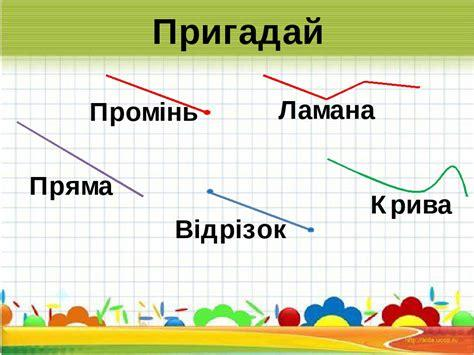 Пригадай
Промінь
Ламана
Пряма
Крива
Відрізок